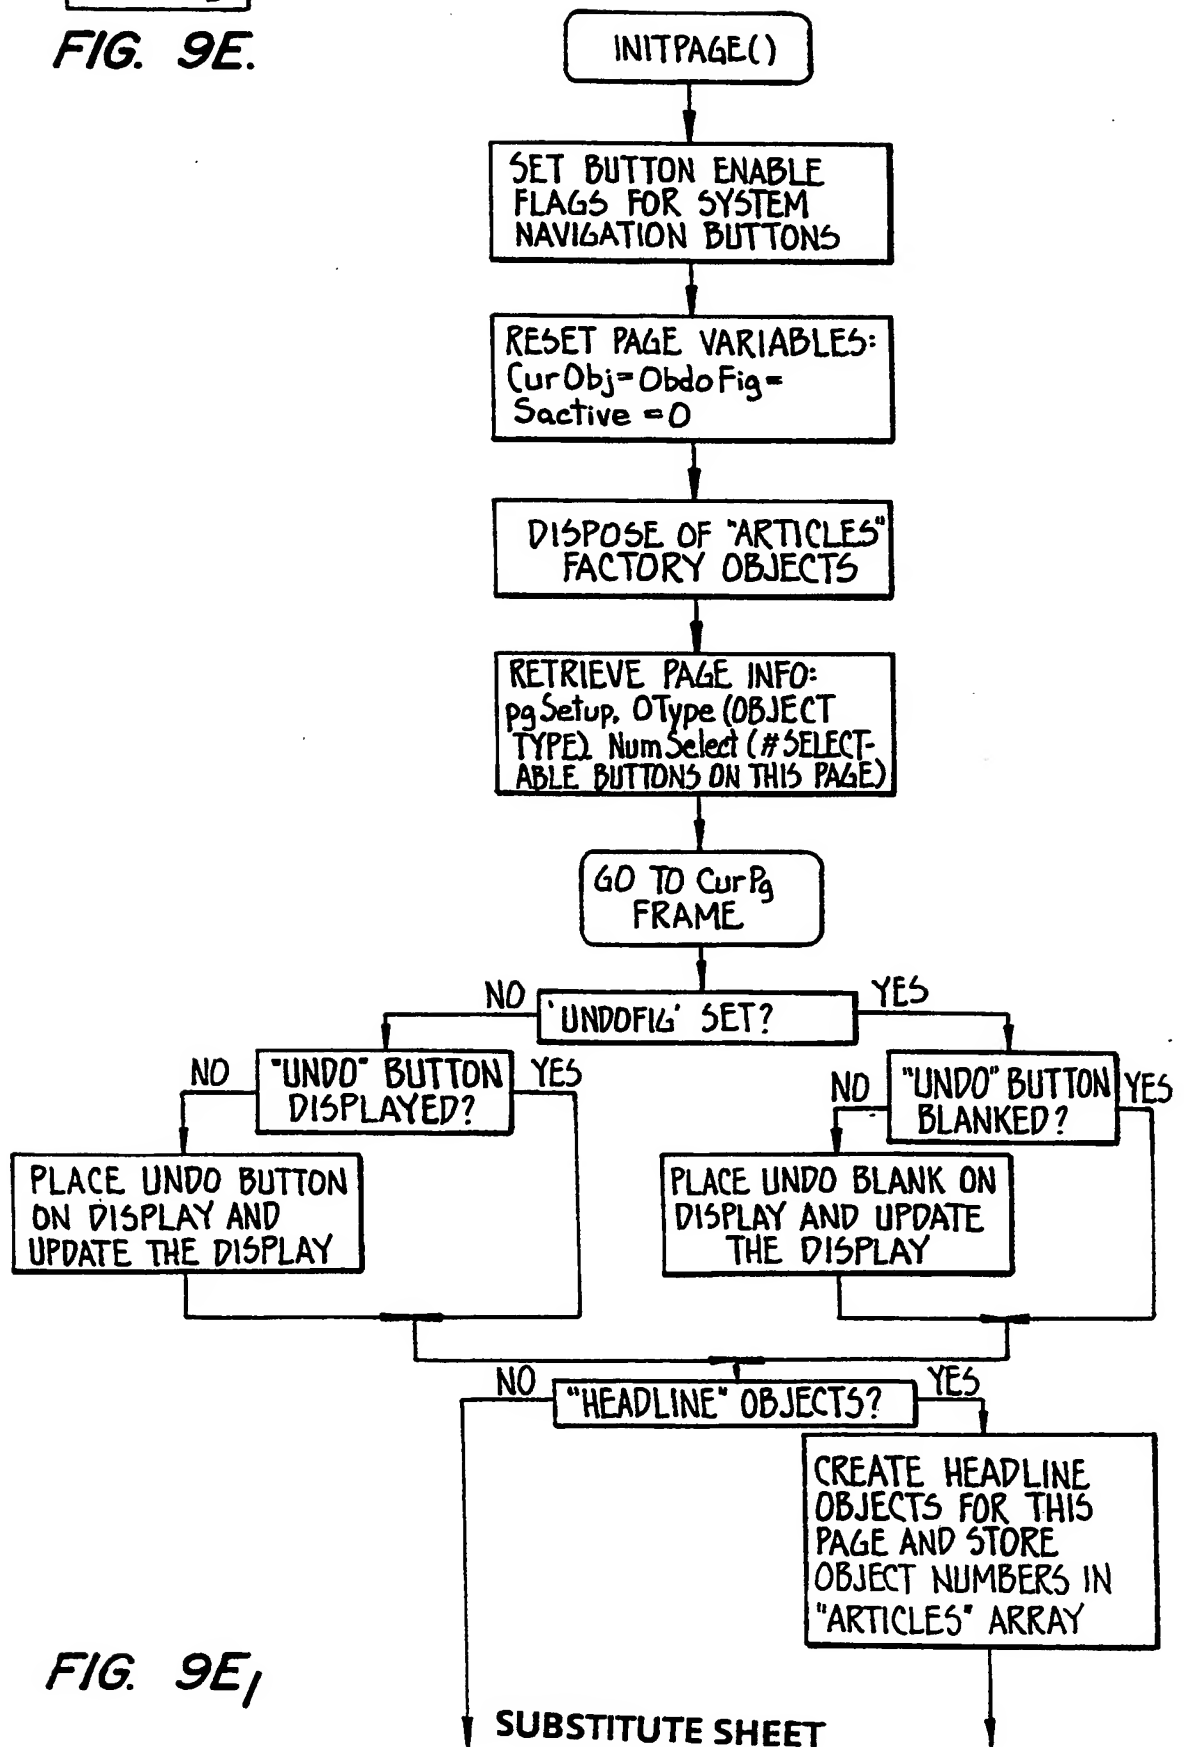 FIG. 9E.
INITPAGE()
SET BUTTON ENABLE
FLAGS FOR SYSTEM
NAVIGATION BUTTONS
RESET PAGE VARIABLES:
CurObj=ObdoFig=
Sactive=0
DISPOSE OF "ARTICLES"
FACTORY OBJECTS
RETRIEVE PAGE INFO:
pgSetup, OType (OBJECT
TYPE). NumSelect (#SELECT-
ABLE BUTTONS ON THIS PAGE)
GO TO CurPg
FRAME
NO
'UNDOFIG' SET?
YES
NO
"UNDO" BUTTON
DISPLAYED?
YES
NO
"UNDO" BUTTON
BLANKED?
YES
PLACE UNDO BUTTON
ON DISPLAY AND
UPDATE THE DISPLAY
PLACE UNDO BLANK ON
DISPLAY AND UPDATE
THE DISPLAY
NO
"HEADLINE" OBJECTS?
YES
CREATE HEADLINE
OBJECTS FOR THIS
PAGE AND STORE
OBJECT NUMBERS IN
"ARTICLES" ARRAY
FIG. 9E1
SUBSTITUTE SHEET